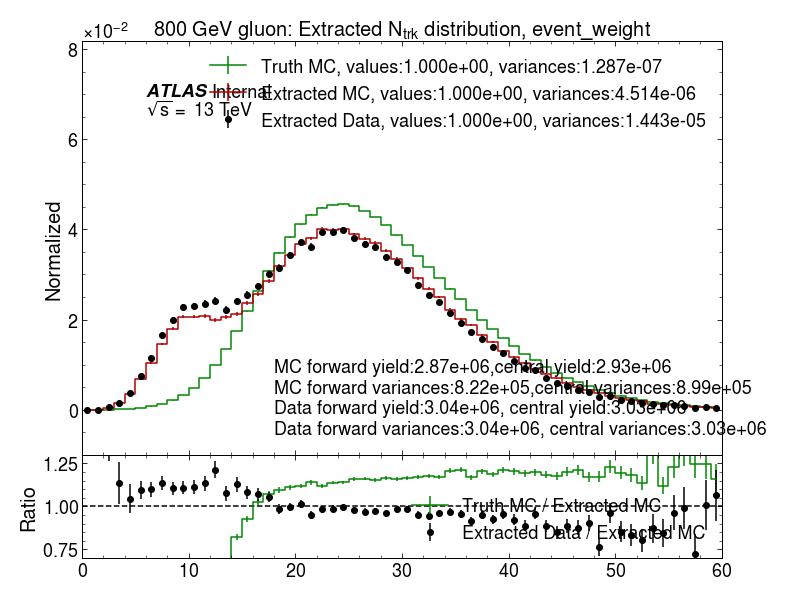 ×10⁻²
800 GeV gluon: Extracted N_trk distribution, event_weight
8
6
4
2
0
Normalized
Truth MC, values:1.000e+00, variances:1.287e-07
ATLAS Internal
Extracted MC, values:1.000e+00, variances:4.514e-06
√s = 13 TeV
Extracted Data, values:1.000e+00, variances:1.443e-05
MC forward yield:2.87e+06,central yield:2.93e+06
MC forward variances:8.22e+05,central variances:8.99e+05
Data forward yield:3.04e+06, central yield:3.03e+06
Data forward variances:3.04e+06, central variances:3.03e+06
1.25
1.00
0.75
Ratio
Truth MC / Extracted MC
Extracted Data / Extracted MC
0 10 20 30 40 50 60